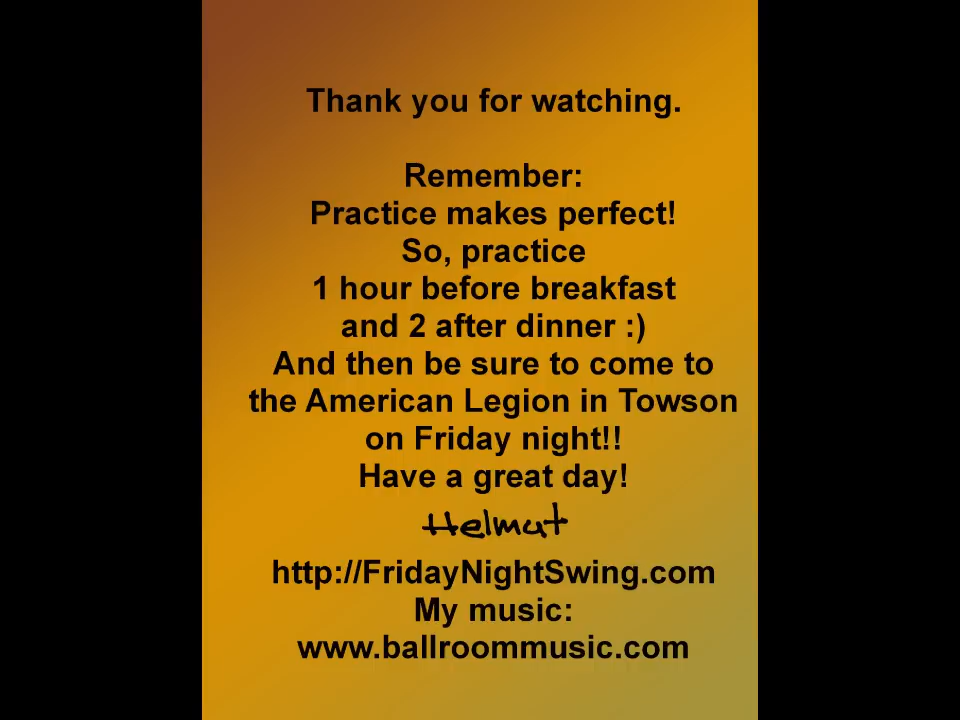 Thank you for watching.
Remember:
Practice makes perfect!
So, practice
1 hour before breakfast
and 2 after dinner :)
And then be sure to come to
the American Legion in Towson
on Friday night!!
Have a great day!
Helmut
http://FridayNightSwing.com
My music:
www.ballroommusic.com